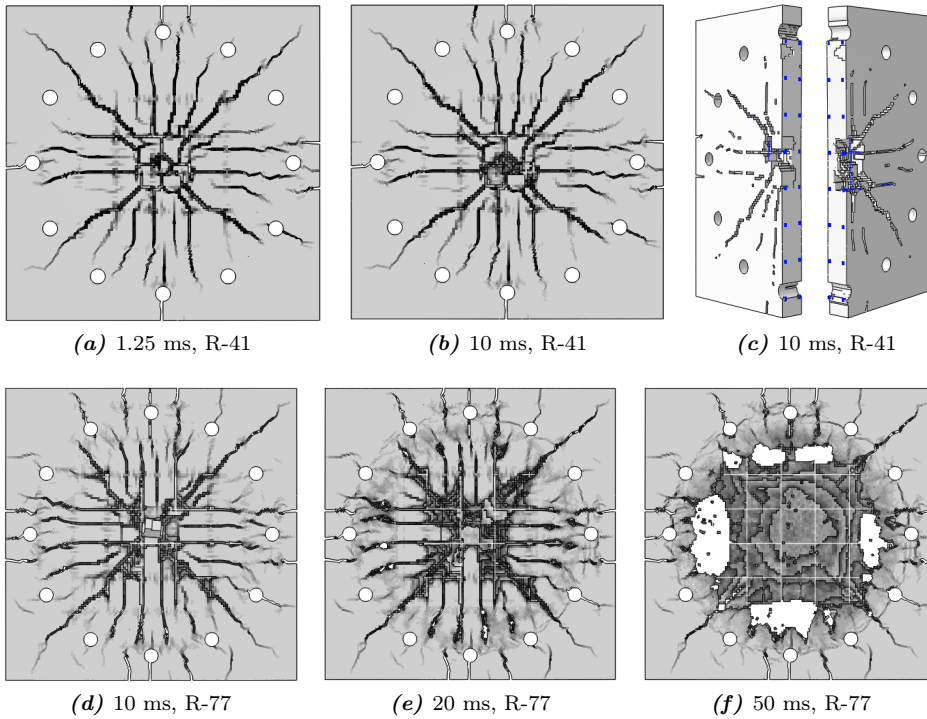 (a) 1.25 ms, R-41
(b) 10 ms, R-41
(c) 10 ms, R-41
(d) 10 ms, R-77
(e) 20 ms, R-77
(f) 50 ms, R-77